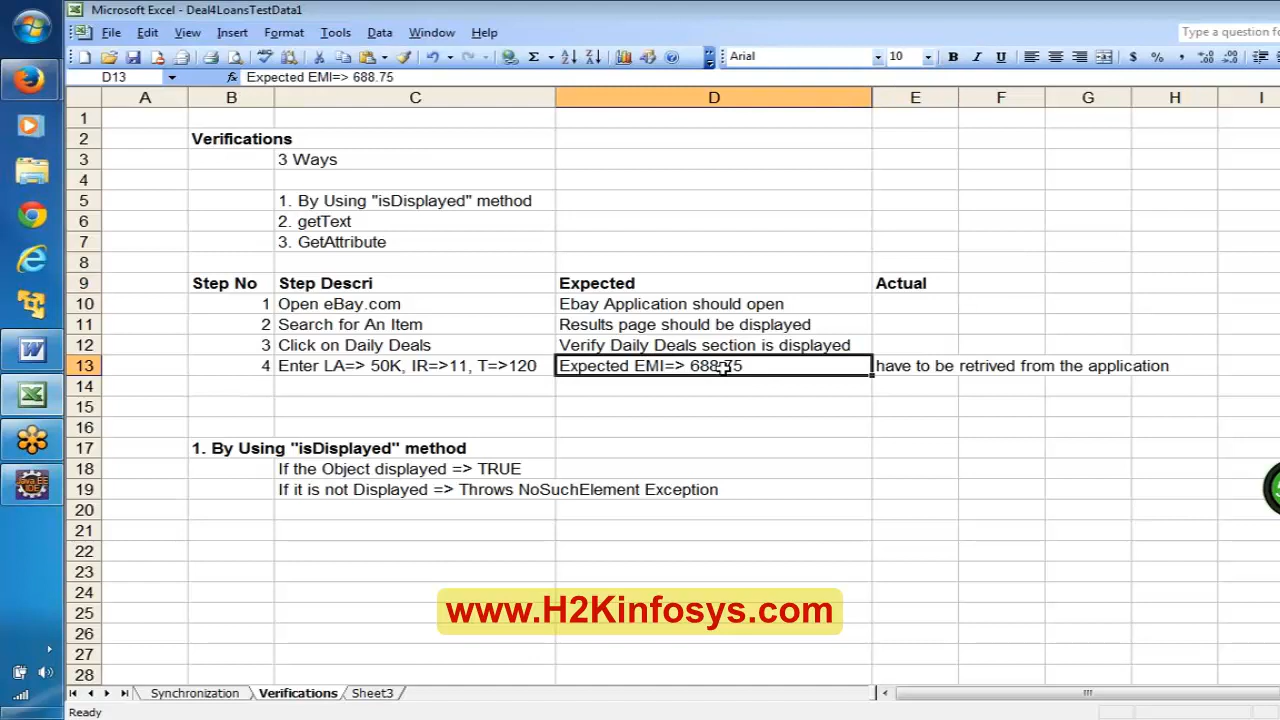 Microsoft Excel - Deal4LoansTestData1
File Edit View Insert Format Tools Data Window Help
Type a question fo
Arial 10 B I U $ % ,
D13 fx Expected EMI=> 688.75
A B C D E F G H I
1
2 Verifications
3 3 Ways
4
5 1. By Using "isDisplayed" method
6 2. getText
7 3. GetAttribute
8
9 Step No Step Descri Expected Actual
10 1 Open eBay.com Ebay Application should open
11 2 Search for An Item Results page should be displayed
12 3 Click on Daily Deals Verify Daily Deals section is displayed
13 4 Enter LA=> 50K, IR=>11, T=>120 Expected EMI=> 688.75 have to be retrived from the application
14
15
16
17 1. By Using "isDisplayed" method
18 If the Object displayed => TRUE
19 If it is not Displayed => Throws NoSuchElement Exception
20
21
22
23
24
25
26
27
28
www.H2Kinfosys.com
Synchronization Verifications Sheet3
Ready